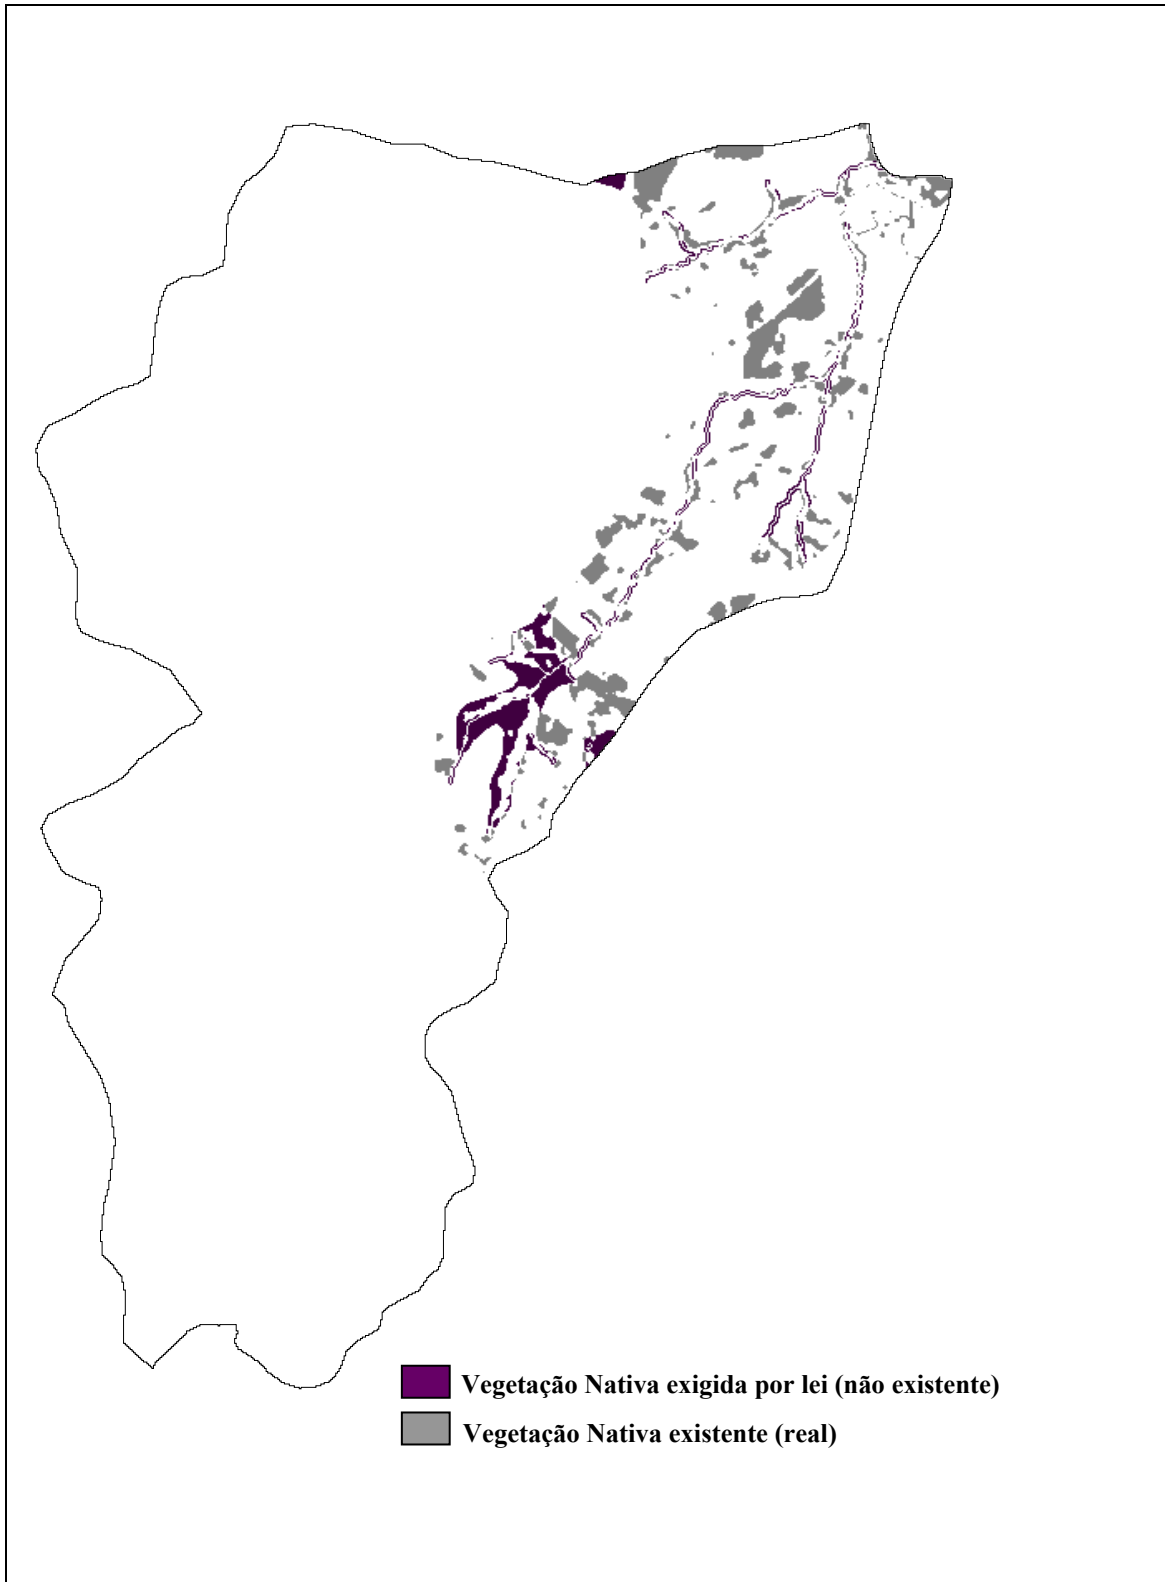 Vegetação Nativa exigida por lei (não existente)
Vegetação Nativa existente (real)